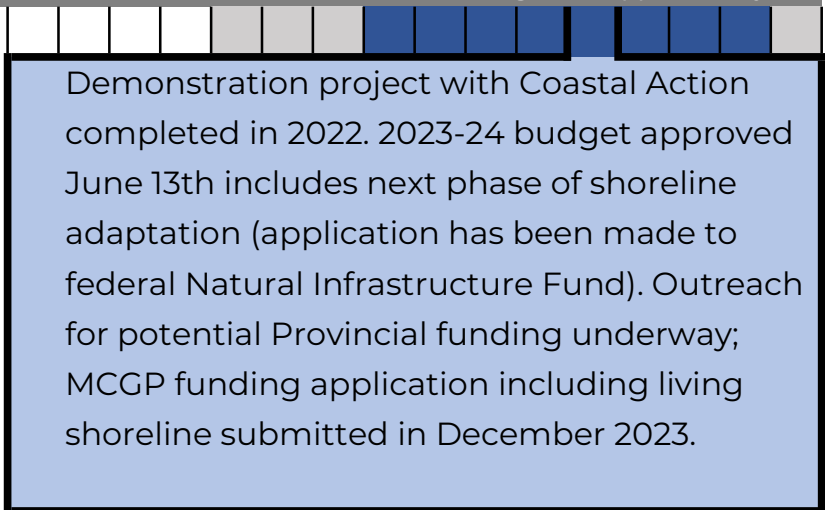 Demonstration project with Coastal Action
completed in 2022. 2023-24 budget approved
June 13th includes next phase of shoreline
adaptation (application has been made to
federal Natural Infrastructure Fund). Outreach
for potential Provincial funding underway;
MCGP funding application including living
shoreline submitted in December 2023.